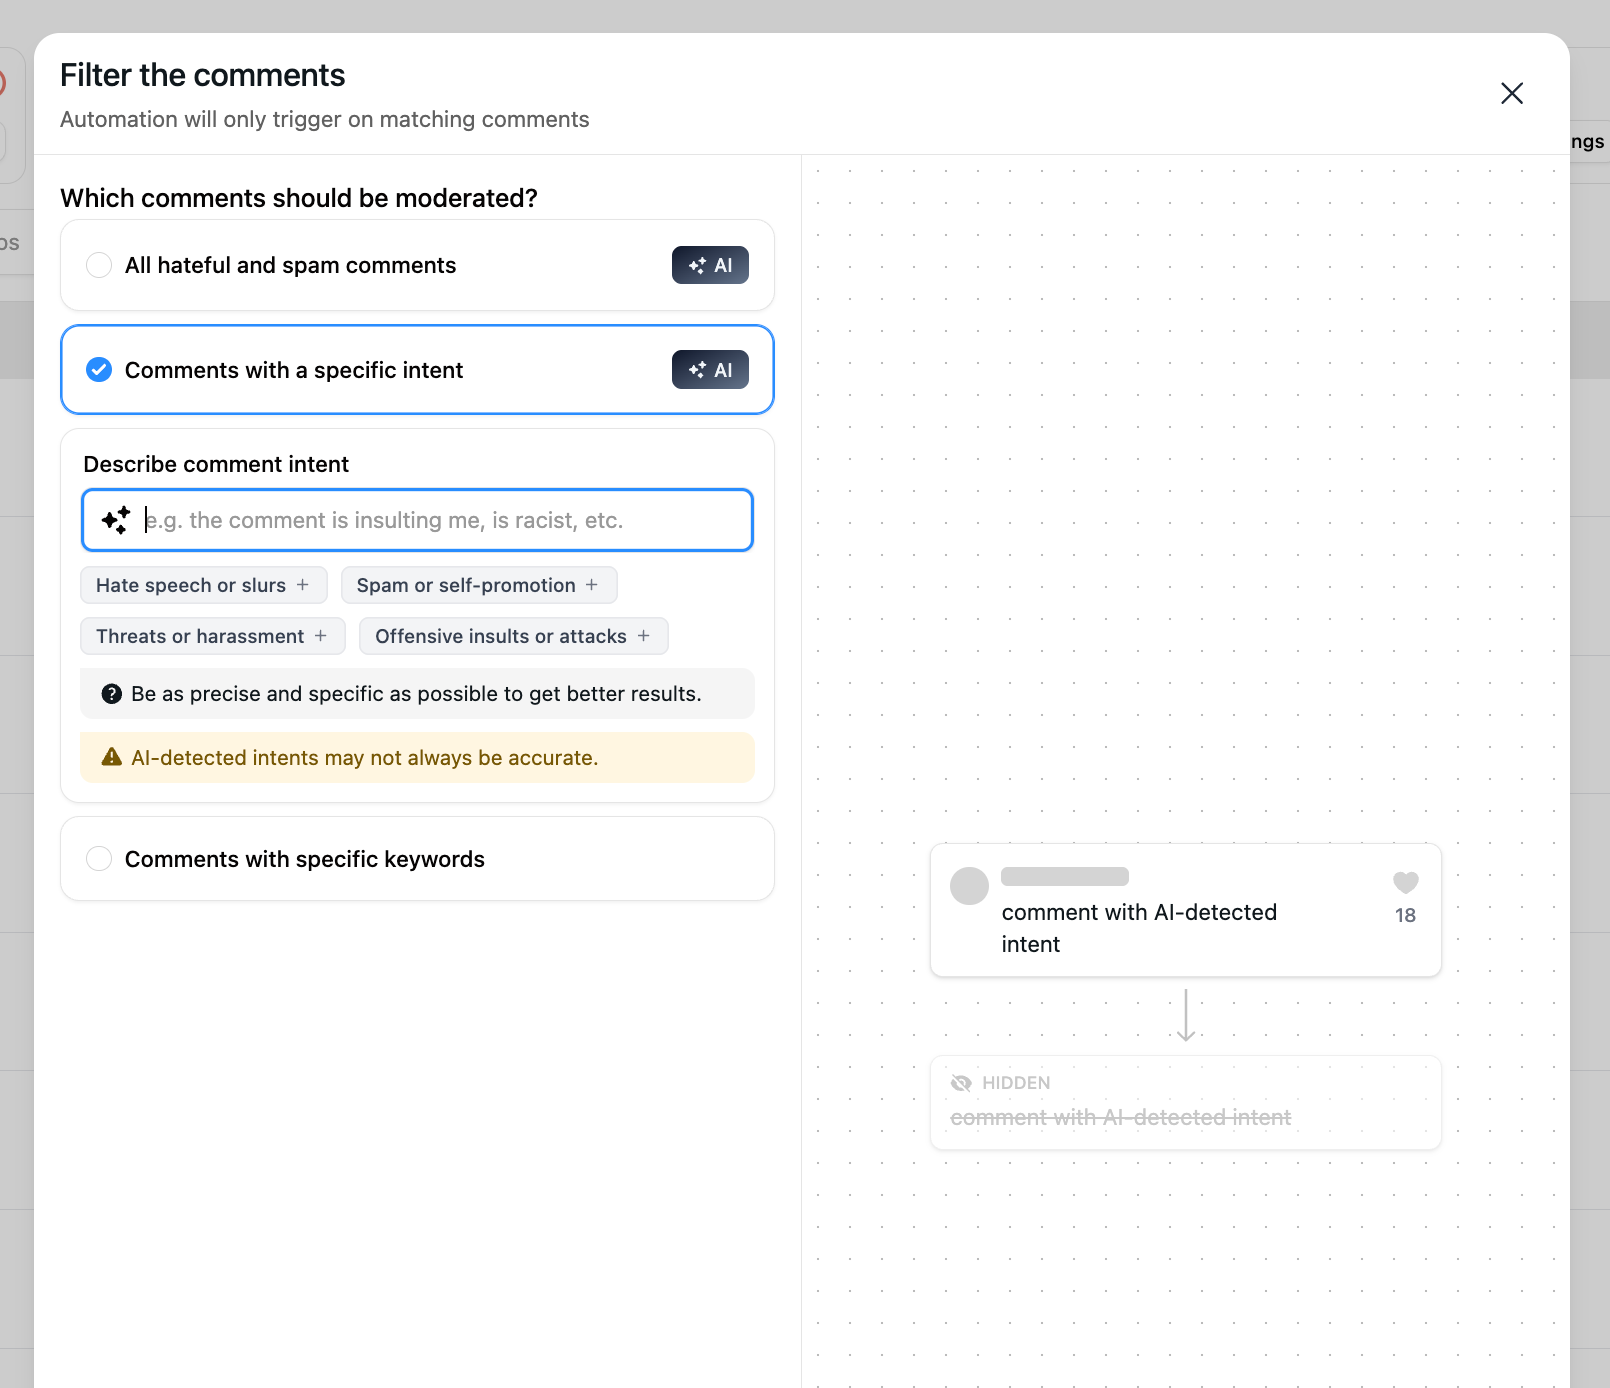 Filter the comments
Automation will only trigger on matching comments
ngs
os
Which comments should be moderated?
All hateful and spam comments
AI
Comments with a specific intent
AI
Describe comment intent
e.g. the comment is insulting me, is racist, etc.
Hate speech or slurs +
Spam or self-promotion +
Threats or harassment +
Offensive insults or attacks +
Be as precise and specific as possible to get better results.
AI-detected intents may not always be accurate.
Comments with specific keywords
comment with AI-detected
intent
18
HIDDEN
comment with AI-detected intent